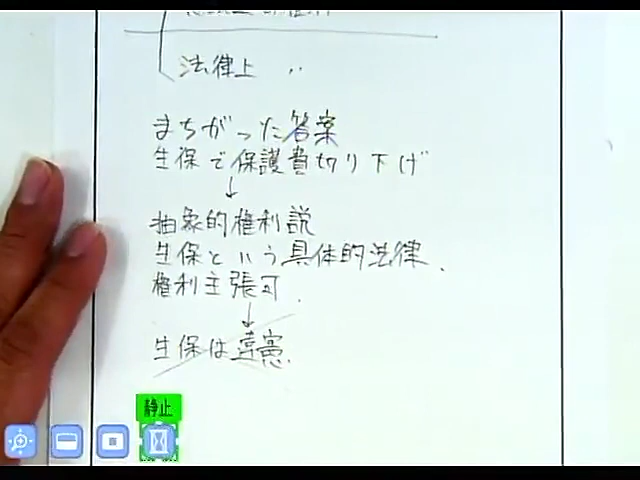 法律上 〃
まちがった答案
生保で保護費切り下げ
↓
抽象的権利説
生保という具体的法律.
権利主張可.
↓
生保は違憲.
静止